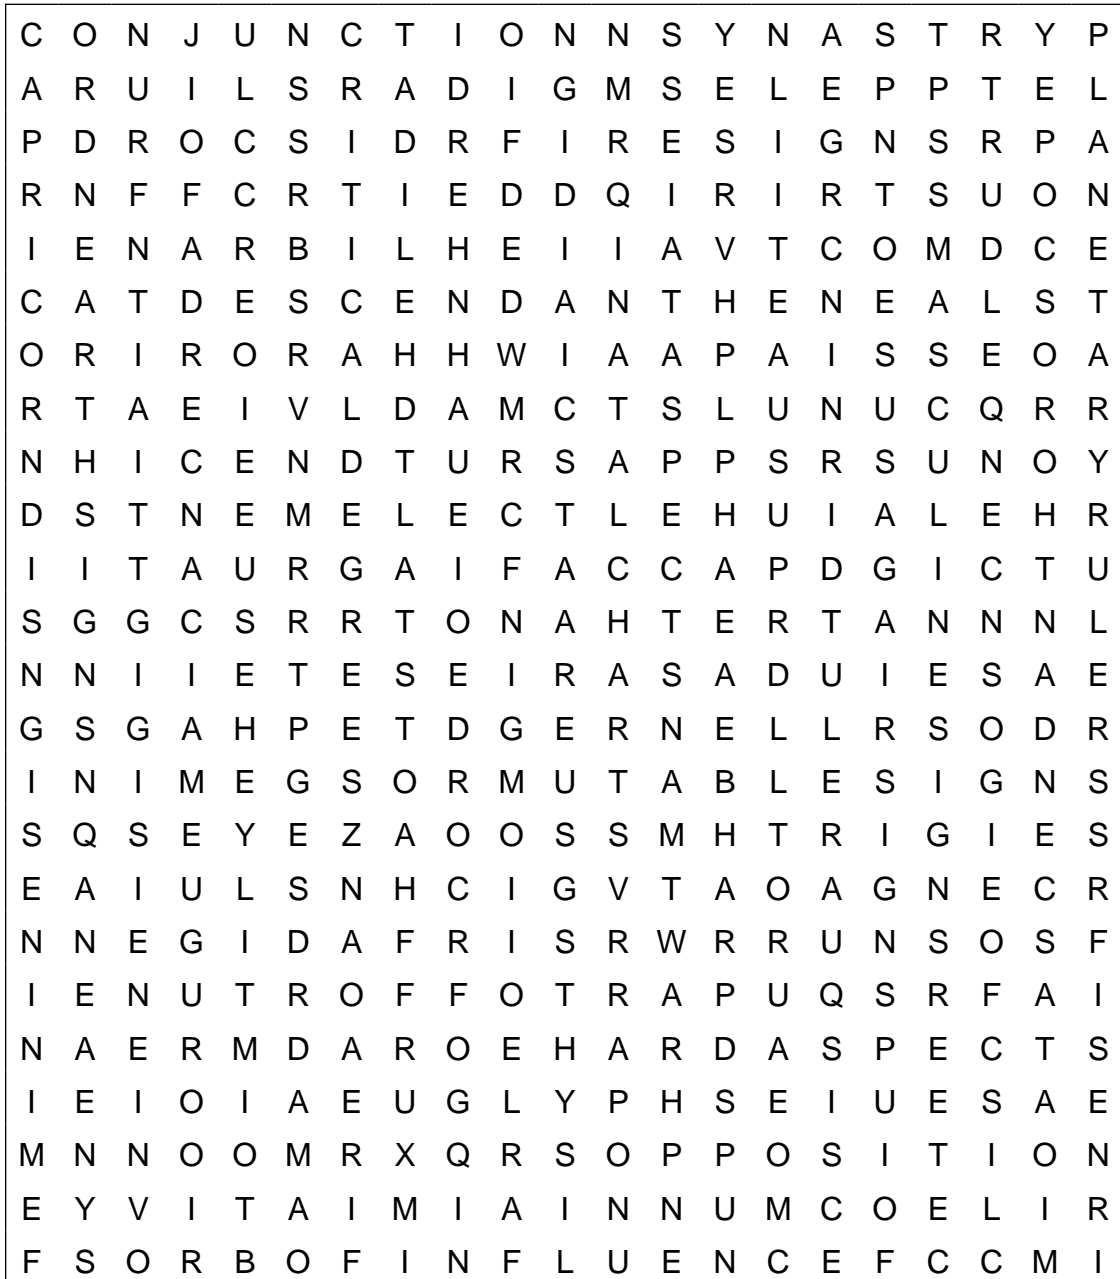 C O N J U N C T I O N N S Y N A S T R Y P
A R U I L S R A D I G M S E L E P P T E L
P D R O C S I D R F I R E S I G N S R P A
R N F F C R T I E D D Q I R I R T S U O N
I E N A R B I L H E I I A V T C O M D C E
C A T D E S C E N D A N T H E N E A L S T
O R I R O R A H H W I A A P A I S S E O A
R T A E I V L D A M C T S L U N U C Q R R
N H I C E N D T U R S A P P S R S U N O Y
D S T N E M E L E C T L E H U I A L E H R
I I T A U R G A I F A C C A P D G I C T U
S G G C S R R T O N A H T E R T A N N N L
N N I I E T E S E I R A S A D U I E S A E
G S G A H P E T D G E R N E L L R S O D R
I N I M E G S O R M U T A B L E S I G N S
S Q S E Y E Z A O O S S M H T R I G I E S
E A I U L S N H C I G V T A O A G N E C R
N N E G I D A F R I S R W R R U N S O S F
I E N U T R O F F O T R A P U Q S R F A I
N A E R M D A R O E H A R D A S P E C T S
I E I O I A E U G L Y P H S E I U E S A E
M N N O O M R X Q R S O P P O S I T I O N
E Y V I T A I M I A I N N U M C O E L I R
F S O R B O F I N F L U E N C E F C C M I